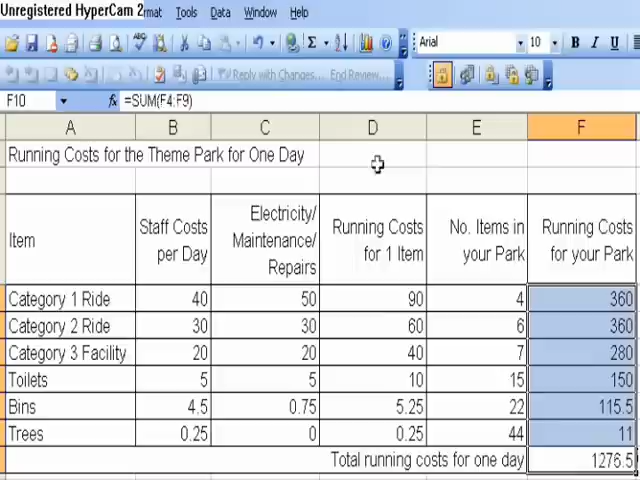 Unregistered HyperCam 2
rmat Tools Data Window Help
Arial 10 B I U
Reply with Changes... End Review...
F10 fx =SUM(F4:F9)
A B C D E F
Running Costs for the Theme Park for One Day
Item
Staff Costs
per Day
Electricity/
Maintenance/
Repairs
Running Costs
for 1 Item
No. Items in
your Park
Running Costs
for your Park
Category 1 Ride 40 50 90 4 360
Category 2 Ride 30 30 60 6 360
Category 3 Facility 20 20 40 7 280
Toilets 5 5 10 15 150
Bins 4.5 0.75 5.25 22 115.5
Trees 0.25 0 0.25 44 11
Total running costs for one day 1276.5